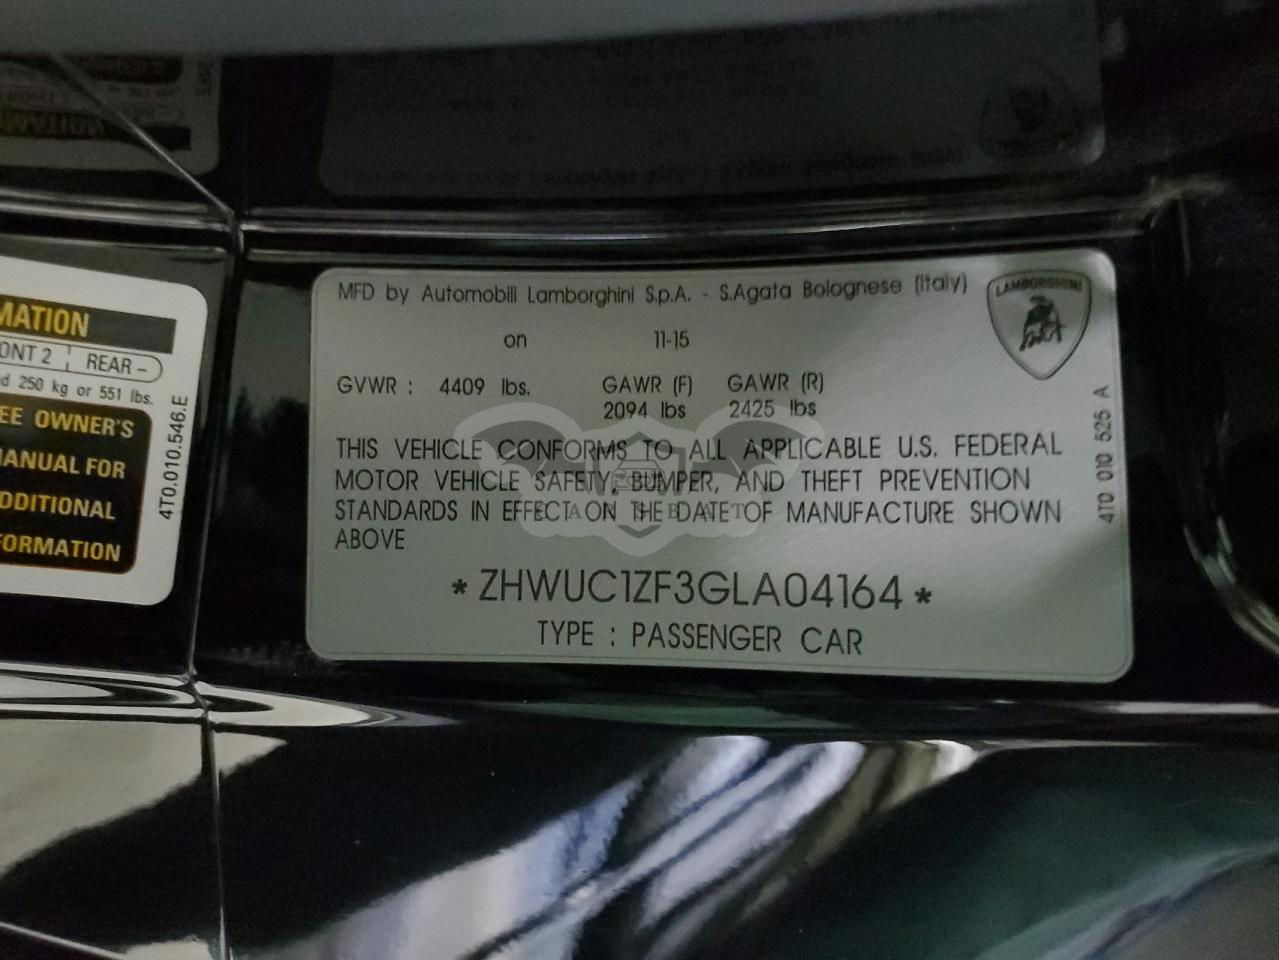 MATION
ONT 2 | REAR -
d 250 kg or 551 lbs.
EE OWNER'S
ANUAL FOR
DDITIONAL
FORMATION
4T0.010.546.E
MFD by Automobili Lamborghini S.p.A. - S.Agata Bolognese (Italy)
LAMBORGHINI
on 11-15
GVWR : 4409 lbs. GAWR (F) GAWR (R)
2094 lbs 2425 lbs
THIS VEHICLE CONFORMS TO ALL APPLICABLE U.S. FEDERAL
MOTOR VEHICLE SAFETY, BUMPER, AND THEFT PREVENTION
STANDARDS IN EFFECT ON THE DATE OF MANUFACTURE SHOWN
ABOVE
* ZHWUC1ZF3GLA04164 *
TYPE : PASSENGER CAR
4T0 010 525 A